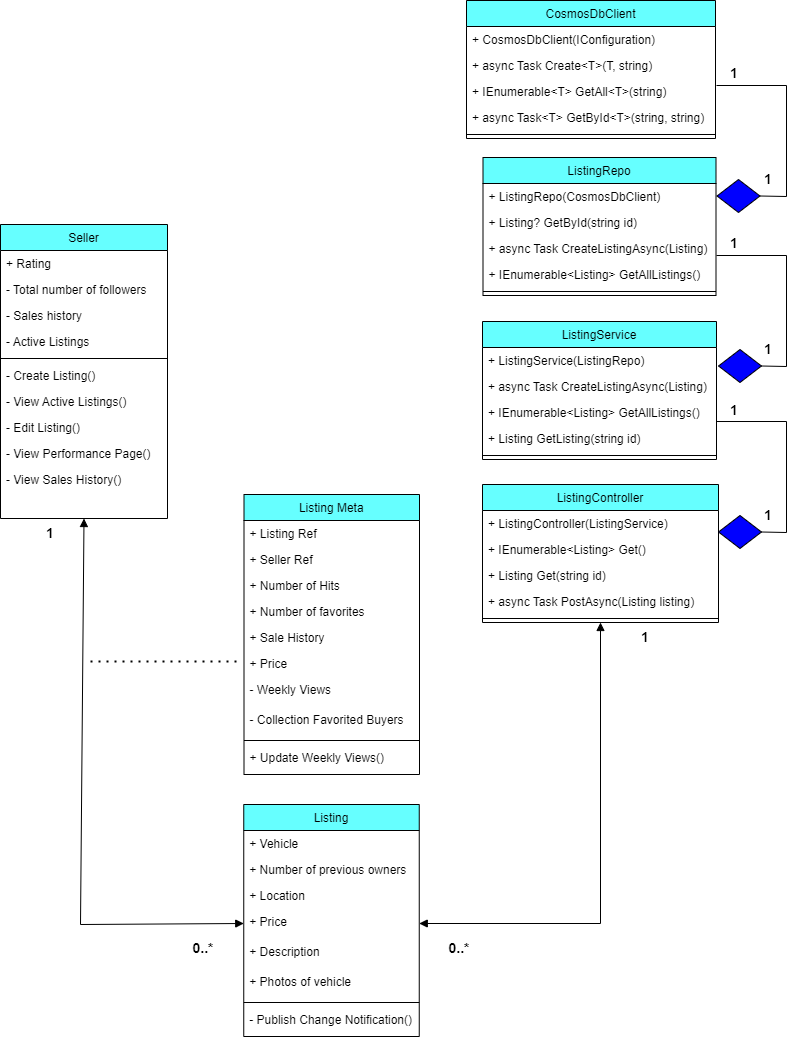 CosmosDbClient
+ CosmosDbClient(IConfiguration)
+ async Task Create<T>(T, string)
+ IEnumerable<T> GetAll<T>(string)
+ async Task<T> GetById<T>(string, string)
1
1
ListingRepo
+ ListingRepo(CosmosDbClient)
+ Listing? GetById(string id)
+ async Task CreateListingAsync(Listing)
+ IEnumerable<Listing> GetAllListings()
1
1
ListingService
+ ListingService(ListingRepo)
+ async Task CreateListingAsync(Listing)
+ IEnumerable<Listing> GetAllListings()
+ Listing GetListing(string id)
1
1
ListingController
+ ListingController(ListingService)
+ IEnumerable<Listing> Get()
+ Listing Get(string id)
+ async Task PostAsync(Listing listing)
1
Seller
+ Rating
- Total number of followers
- Sales history
- Active Listings
- Create Listing()
- View Active Listings()
- Edit Listing()
- View Performance Page()
- View Sales History()
1
Listing Meta
+ Listing Ref
+ Seller Ref
+ Number of Hits
+ Number of favorites
+ Sale History
+ Price
- Weekly Views
- Collection Favorited Buyers
+ Update Weekly Views()
Listing
+ Vehicle
+ Number of previous owners
+ Location
+ Price
+ Description
+ Photos of vehicle
- Publish Change Notification()
0..*
0..*